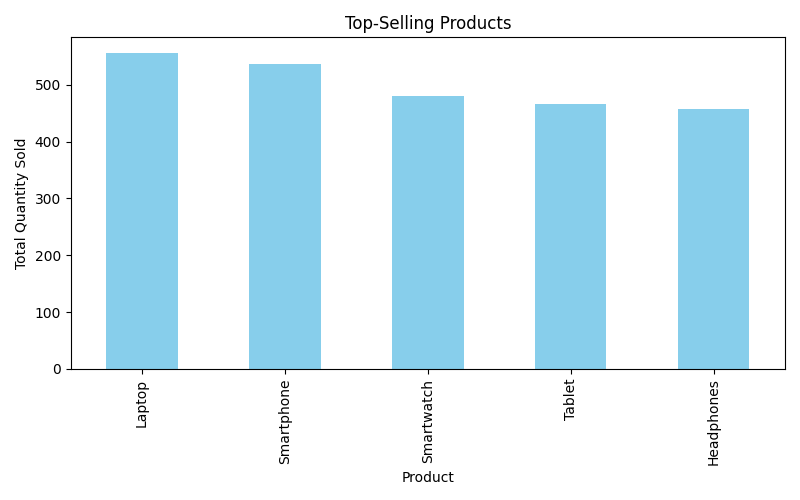 Top-Selling Products
Total Quantity Sold
500
400
300
200
100
0
Laptop
Smartphone
Smartwatch
Tablet
Headphones
Product